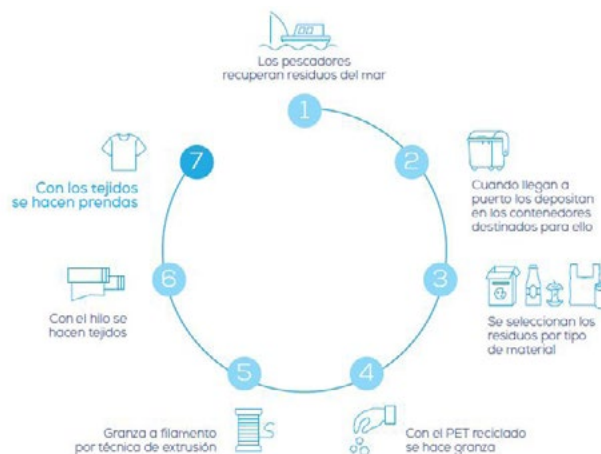 Los pescadores
recuperan residuos del mar
1
2
Cuando llegan a
puerto los depositan
en los contenedores
destinados para ello
3
Se seleccionan los
residuos por tipo
de material
4
Con el PET reciclado
se hace granza
5
Granza a filamento
por técnica de extrusión
6
Con el hilo se
hacen tejidos
7
Con los tejidos
se hacen prendas